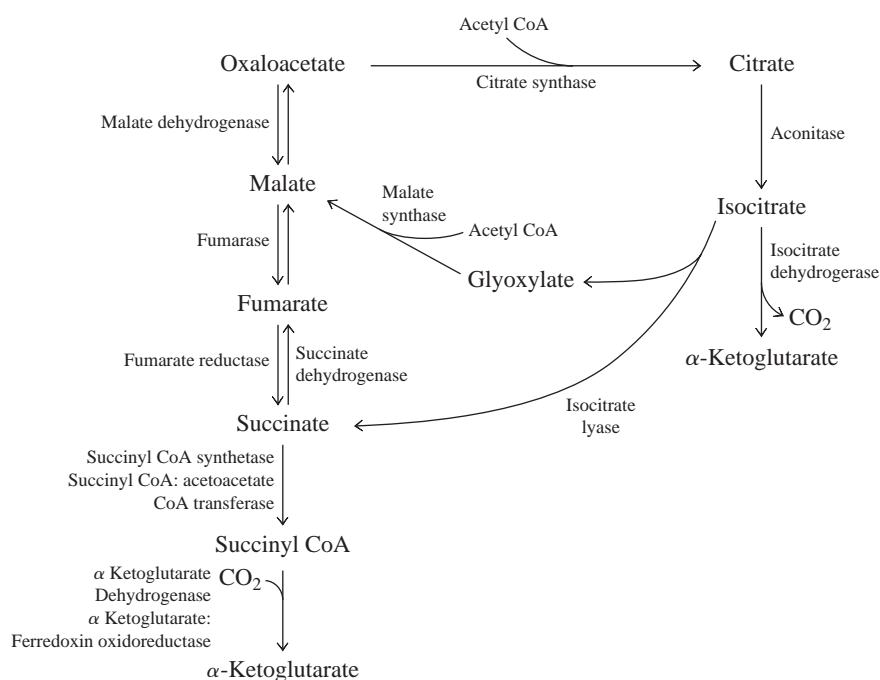 Acetyl CoA
Oxaloacetate
Citrate
Citrate synthase
Malate dehydrogenase
Aconitase
Malate
Malate
synthase
Isocitrate
Acetyl CoA
Fumarase
Isocitrate
dehydrogerase
Glyoxylate
Fumarate
CO2
Fumarate reductase
Succinate
dehydrogenase
α-Ketoglutarate
Isocitrate
lyase
Succinate
Succinyl CoA synthetase
Succinyl CoA: acetoacetate
CoA transferase
Succinyl CoA
α Ketoglutarate
Dehydrogenase
α Ketoglutarate:
Ferredoxin oxidoreductase
CO2
α-Ketoglutarate